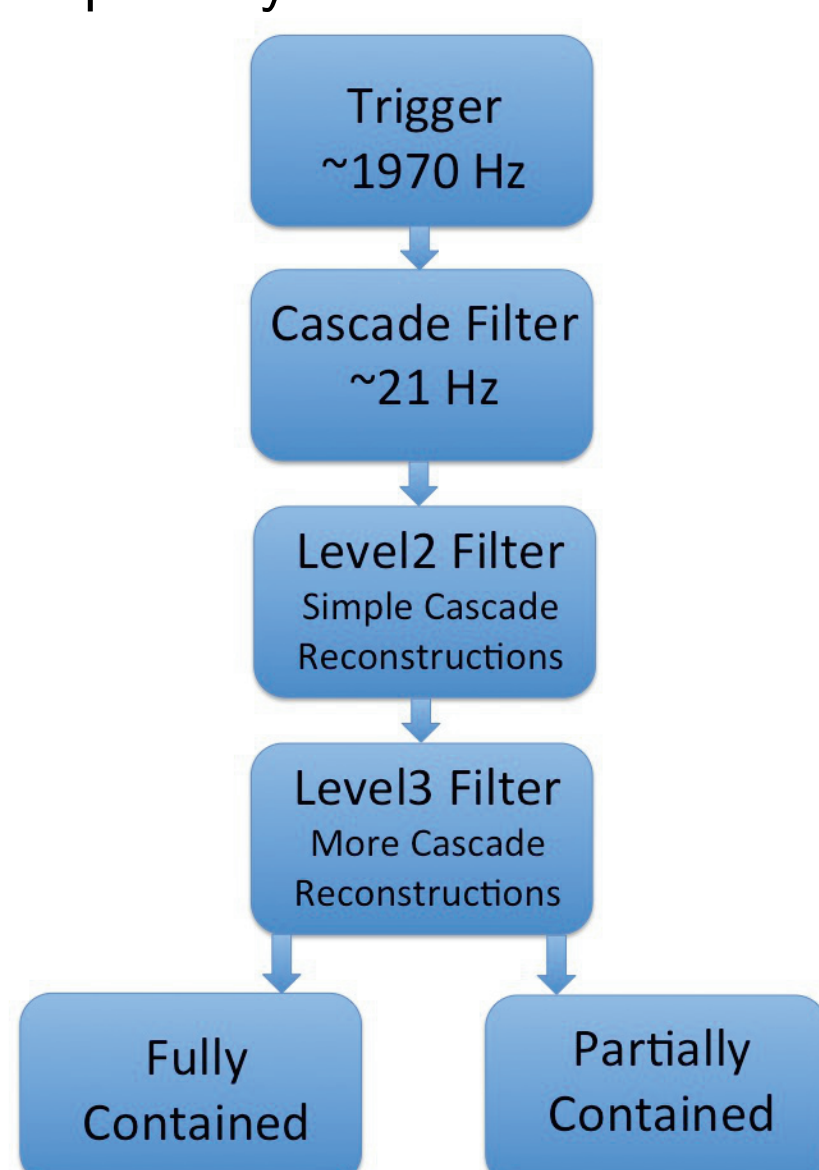 Trigger
~1970 Hz
Cascade Filter
~21 Hz
Level2 Filter
Simple Cascade
Reconstructions
Level3 Filter
More Cascade
Reconstructions
Fully
Contained
Partially
Contained